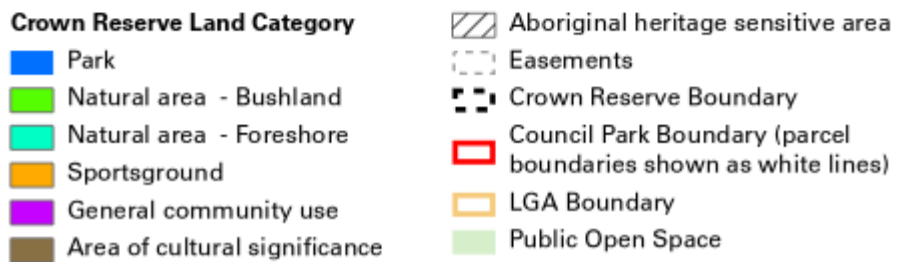 Crown Reserve Land Category
Park
Natural area - Bushland
Natural area - Foreshore
Sportsground
General community use
Area of cultural significance
Aboriginal heritage sensitive area
Easements
Crown Reserve Boundary
Council Park Boundary (parcel
boundaries shown as white lines)
LGA Boundary
Public Open Space